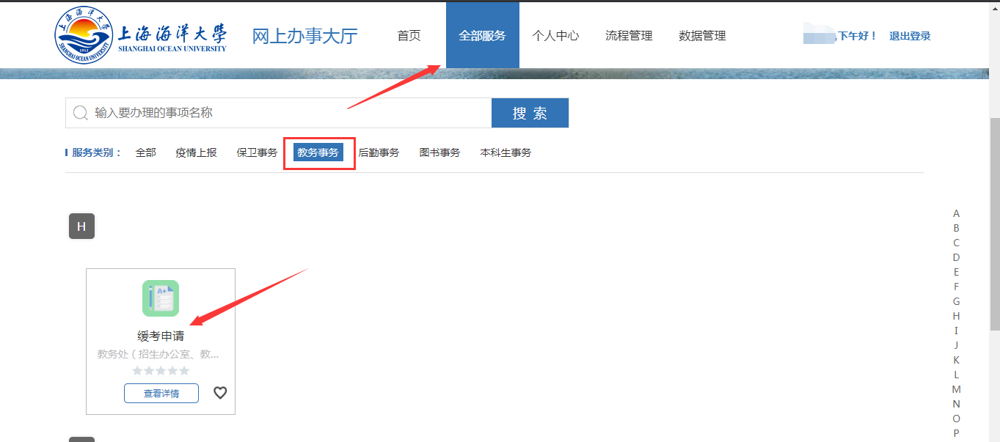 上海海洋大學
SHANGHAI OCEAN UNIVERSITY
网上办事大厅
首页 全部服务 个人中心 流程管理 数据管理
下午好！ 退出登录
输入要办理的事项名称
搜 索
服务类别： 全部 疫情上报 保卫事务 教务事务 后勤事务 图书事务 本科生事务
H
A+
缓考申请
教务处（招生办公室、教...
查看详情
A
B
C
D
E
F
G
H
I
J
K
L
M
N
O
P